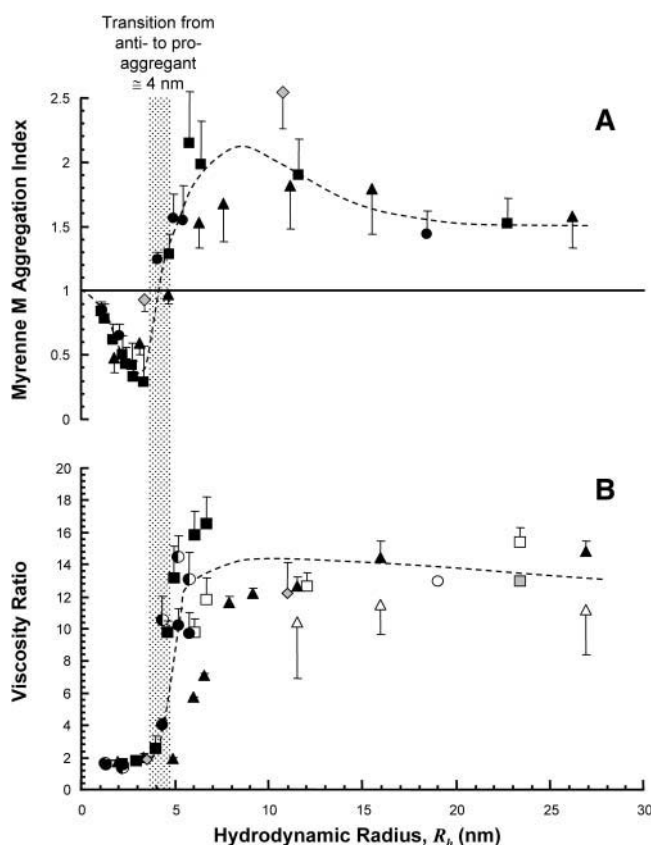 Transition from
anti- to pro-
aggregant
≅ 4 nm
A
Myrenne M Aggregation Index
2.5
2
1.5
1
0.5
0
B
Viscosity Ratio
20
18
16
14
12
10
8
6
4
2
0
0 5 10 15 20 25 30
Hydrodynamic Radius, Rh (nm)